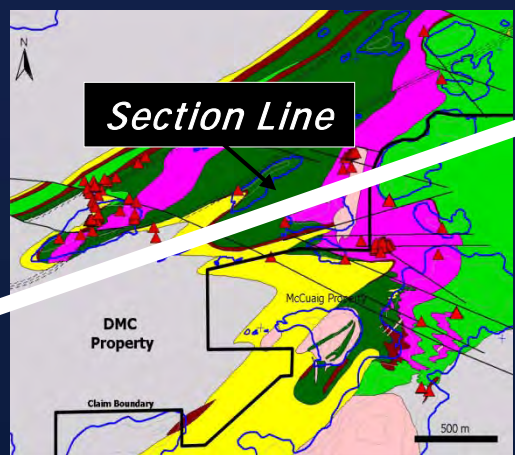 N
Section Line
McCuaig Property
DMC
Property
Claim Boundary
500 m